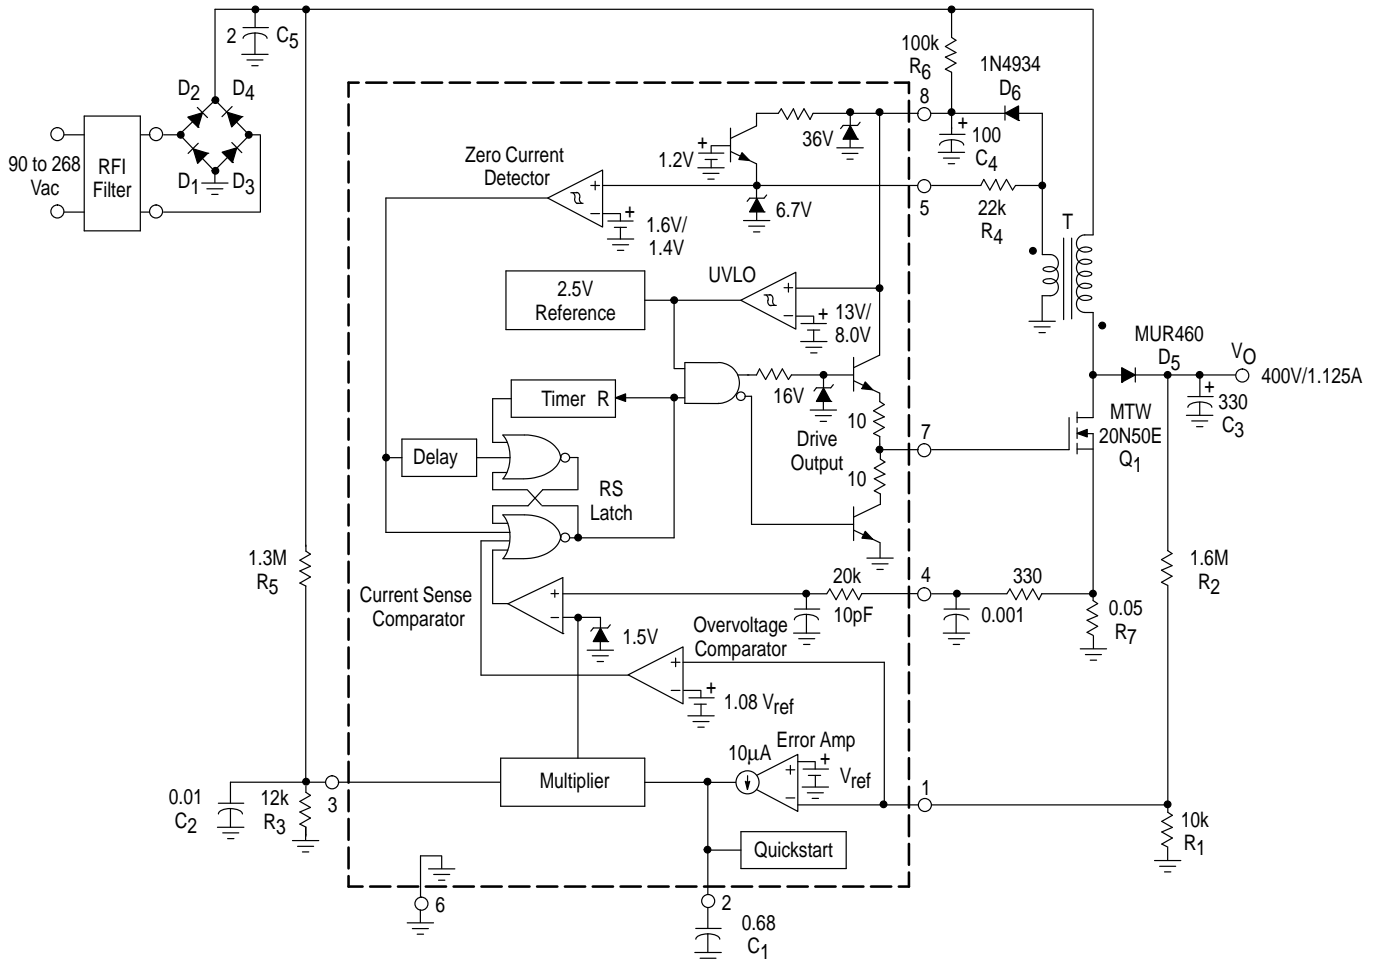 2
C5
D2
D4
D1
D3
90 to 268
Vac
RFI
Filter
100k
R6
1N4934
D6
8
+
100
C4
36V
+
1.2V
Zero Current
Detector
+
−
+
1.6V/
1.4V
6.7V
5
22k
R4
T
2.5V
Reference
UVLO
+
−
+
13V/
8.0V
MUR460
D5
VO
400V/1.125A
+
330
C3
16V
10
Drive
Output
10
7
MTW
20N50E
Q1
Timer R
Delay
RS
Latch
1.3M
R5
1.6M
R2
Current Sense
Comparator
+
−
1.5V
20k
10pF
4
330
0.001
0.05
R7
Overvoltage
Comparator
+
−
+
1.08 Vref
Multiplier
10μA
Error Amp
+
−
+
Vref
1
10k
R1
0.01
C2
12k
R3
3
Quickstart
6
2
0.68
C1